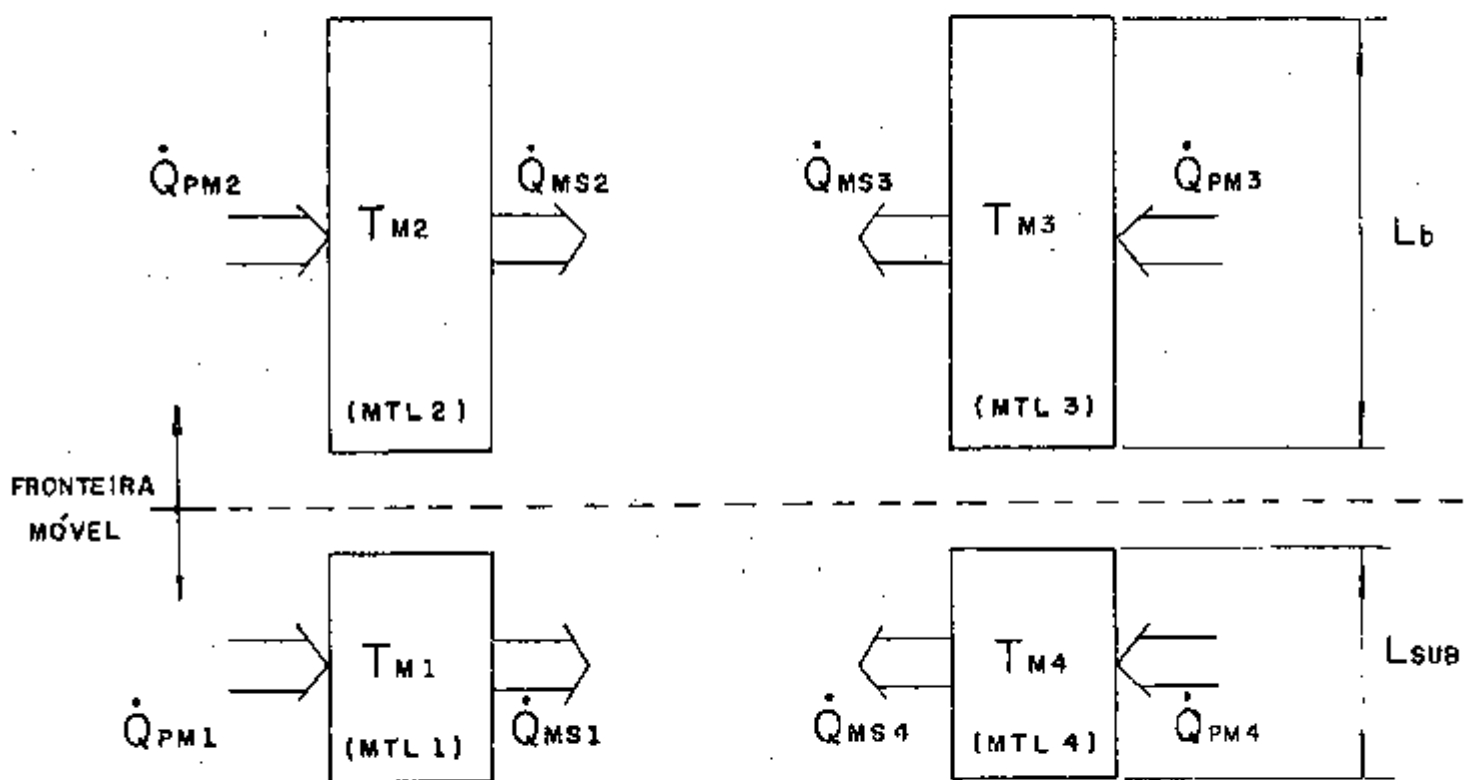 Q̇PM2
TM2
Q̇MS2
(MTL 2)
Q̇MS3
TM3
Q̇PM3
(MTL 3)
Lb
FRONTEIRA
MÓVEL
Q̇PM1
TM1
Q̇MS1
(MTL 1)
Q̇MS4
TM4
Q̇PM4
(MTL 4)
LSUB